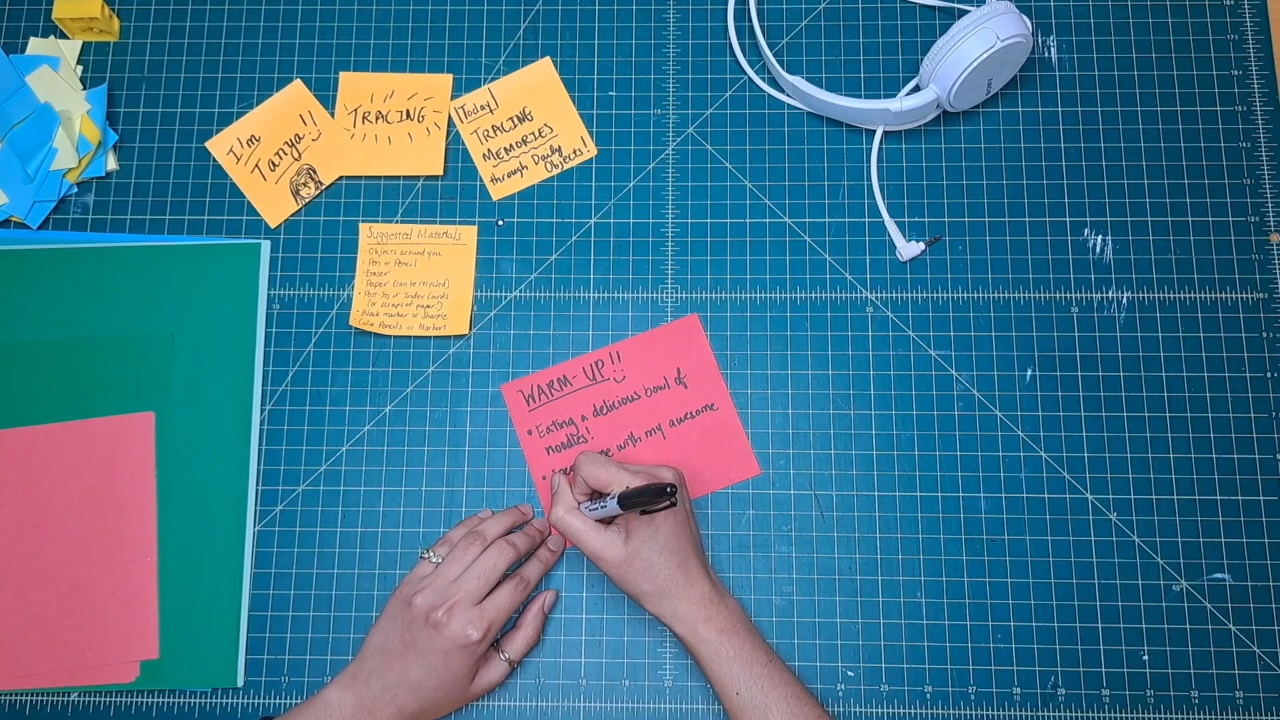 I'm
Tanya!!
TRACING
Today
TRACING
MEMORIES
through Daily
Objects!
Suggested Materials
• Objects around you
• Pen or Pencil
• Eraser
• Paper (can be recycled)
• Post-Its or Index Cards
(or scraps of paper!)
• Black marker or Sharpie
• Color Pencils or Markers
WARM-UP!!
• Eating a delicious bowl of
noodles!
• with my awesome
SONY